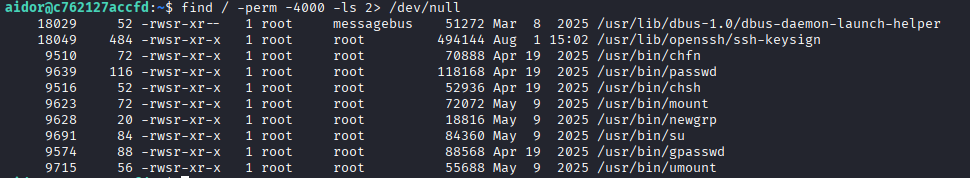 aidor@c762127accfd:~$ find / -perm -4000 -ls 2> /dev/null
18029 52 -rwsr-xr-- 1 root messagebus 51272 Mar 8 2025 /usr/lib/dbus-1.0/dbus-daemon-launch-helper
18049 484 -rwsr-xr-x 1 root root 494144 Aug 1 15:02 /usr/lib/openssh/ssh-keysign
9510 72 -rwsr-xr-x 1 root root 70888 Apr 19 2025 /usr/bin/chfn
9639 116 -rwsr-xr-x 1 root root 118168 Apr 19 2025 /usr/bin/passwd
9516 52 -rwsr-xr-x 1 root root 52936 Apr 19 2025 /usr/bin/chsh
9623 72 -rwsr-xr-x 1 root root 72072 May 9 2025 /usr/bin/mount
9628 20 -rwsr-xr-x 1 root root 18816 May 9 2025 /usr/bin/newgrp
9691 84 -rwsr-xr-x 1 root root 84360 May 9 2025 /usr/bin/su
9574 88 -rwsr-xr-x 1 root root 88568 Apr 19 2025 /usr/bin/gpasswd
9715 56 -rwsr-xr-x 1 root root 55688 May 9 2025 /usr/bin/umount